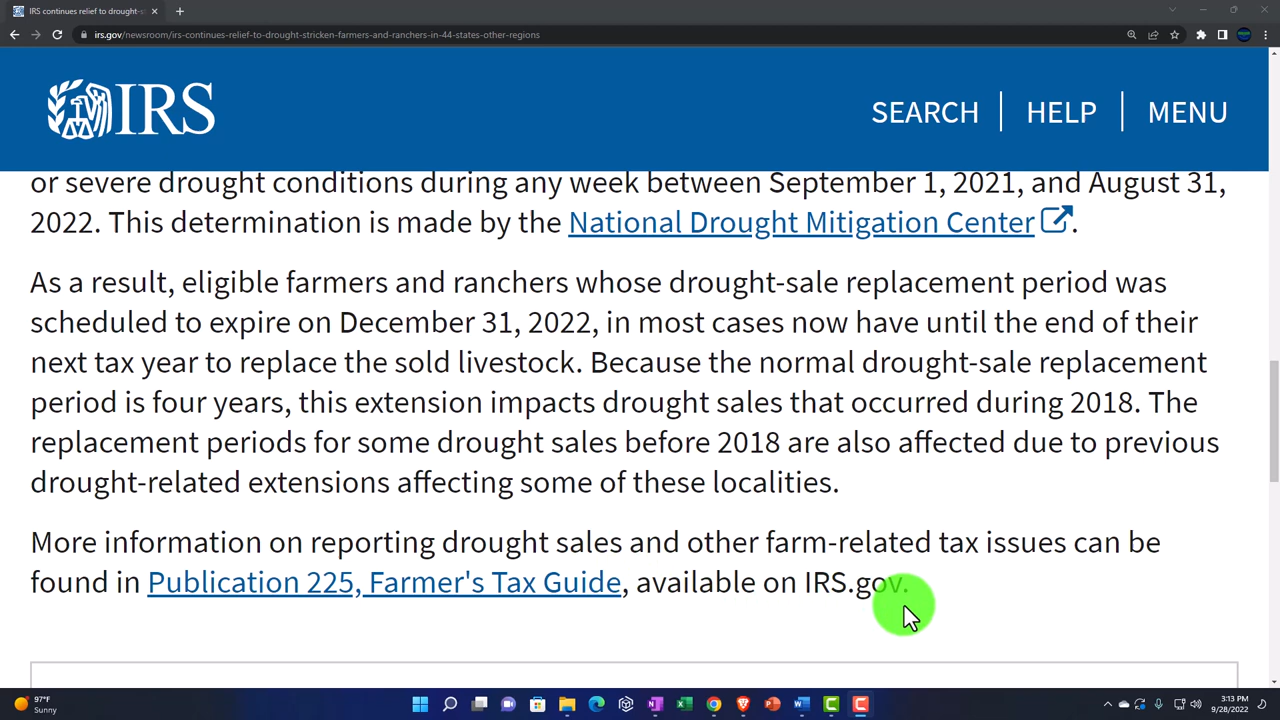 IRS continues relief to drought-s
irs.gov/newsroom/irs-continues-relief-to-drought-stricken-farmers-and-ranchers-in-44-states-other-regions
IRS
SEARCH HELP MENU
or severe drought conditions during any week between September 1, 2021, and August 31,
2022. This determination is made by the National Drought Mitigation Center.
As a result, eligible farmers and ranchers whose drought-sale replacement period was
scheduled to expire on December 31, 2022, in most cases now have until the end of their
next tax year to replace the sold livestock. Because the normal drought-sale replacement
period is four years, this extension impacts drought sales that occurred during 2018. The
replacement periods for some drought sales before 2018 are also affected due to previous
drought-related extensions affecting some of these localities.
More information on reporting drought sales and other farm-related tax issues can be
found in Publication 225, Farmer's Tax Guide, available on IRS.gov.
97°F
Sunny
3:13 PM
9/28/2022